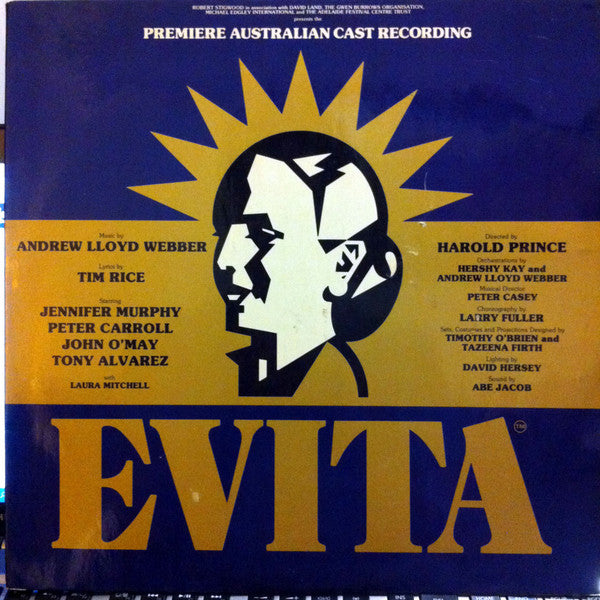 ROBERT STIGWOOD in association with DAVID LAND, THE GWEN BURROWS ORGANISATION,
MICHAEL EDGLEY INTERNATIONAL and THE ADELAIDE FESTIVAL CENTRE TRUST
presents the
PREMIERE AUSTRALIAN CAST RECORDING
Music by
ANDREW LLOYD WEBBER
Lyrics by
TIM RICE
Starring
JENNIFER MURPHY
PETER CARROLL
JOHN O'MAY
TONY ALVAREZ
with
LAURA MITCHELL
Directed by
HAROLD PRINCE
Orchestrations by
HERSHY KAY and
ANDREW LLOYD WEBBER
Musical Director
PETER CASEY
Choreography by
LARRY FULLER
Sets, Costumes and Projections Designed by
TIMOTHY O'BRIEN and
TAZEENA FIRTH
Lighting by
DAVID HERSEY
Sound by
ABE JACOB
EVITA
TM